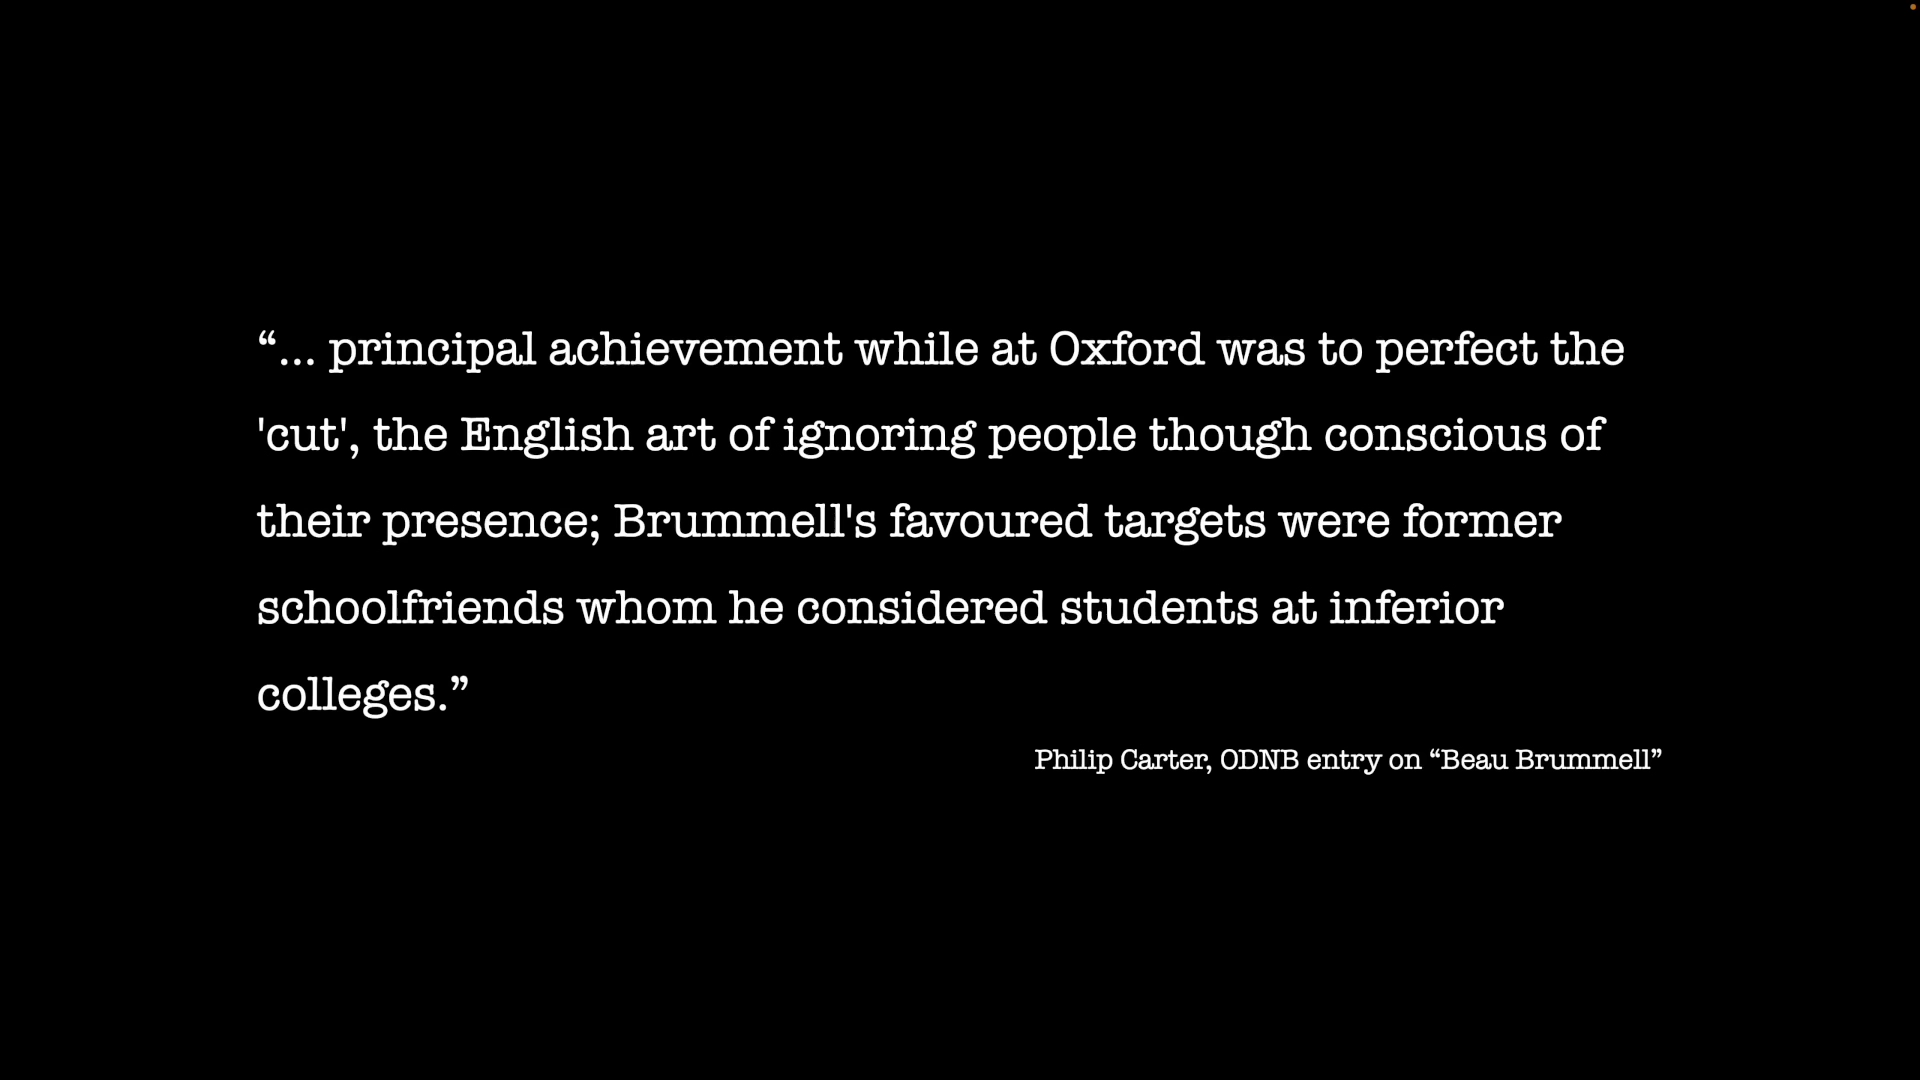 “... principal achievement while at Oxford was to perfect the
'cut', the English art of ignoring people though conscious of
their presence; Brummell's favoured targets were former
schoolfriends whom he considered students at inferior
colleges.”
Philip Carter, ODNB entry on “Beau Brummell”